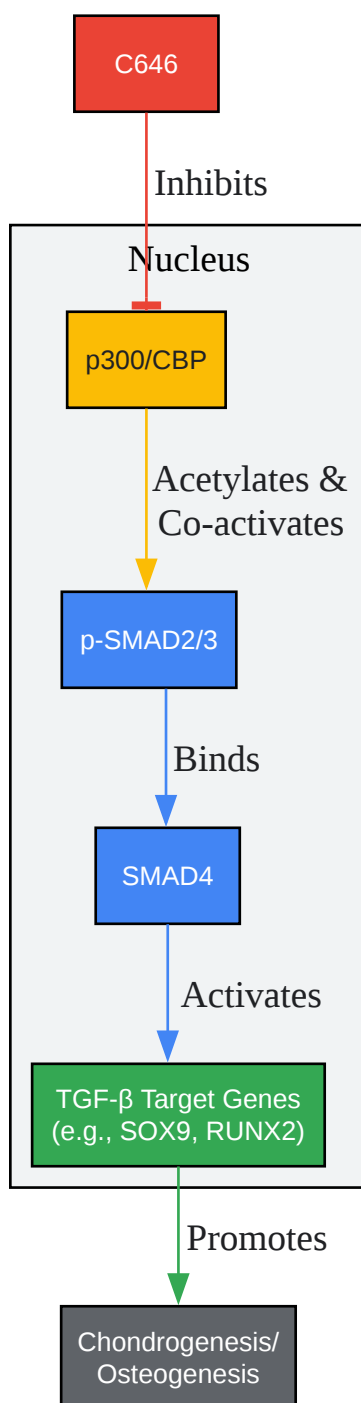 C646
Inhibits
Nucleus
p300/CBP
Acetylates &
Co-activates
p-SMAD2/3
Binds
SMAD4
Activates
TGF-β Target Genes
(e.g., SOX9, RUNX2)
Promotes
Chondrogenesis/
Osteogenesis